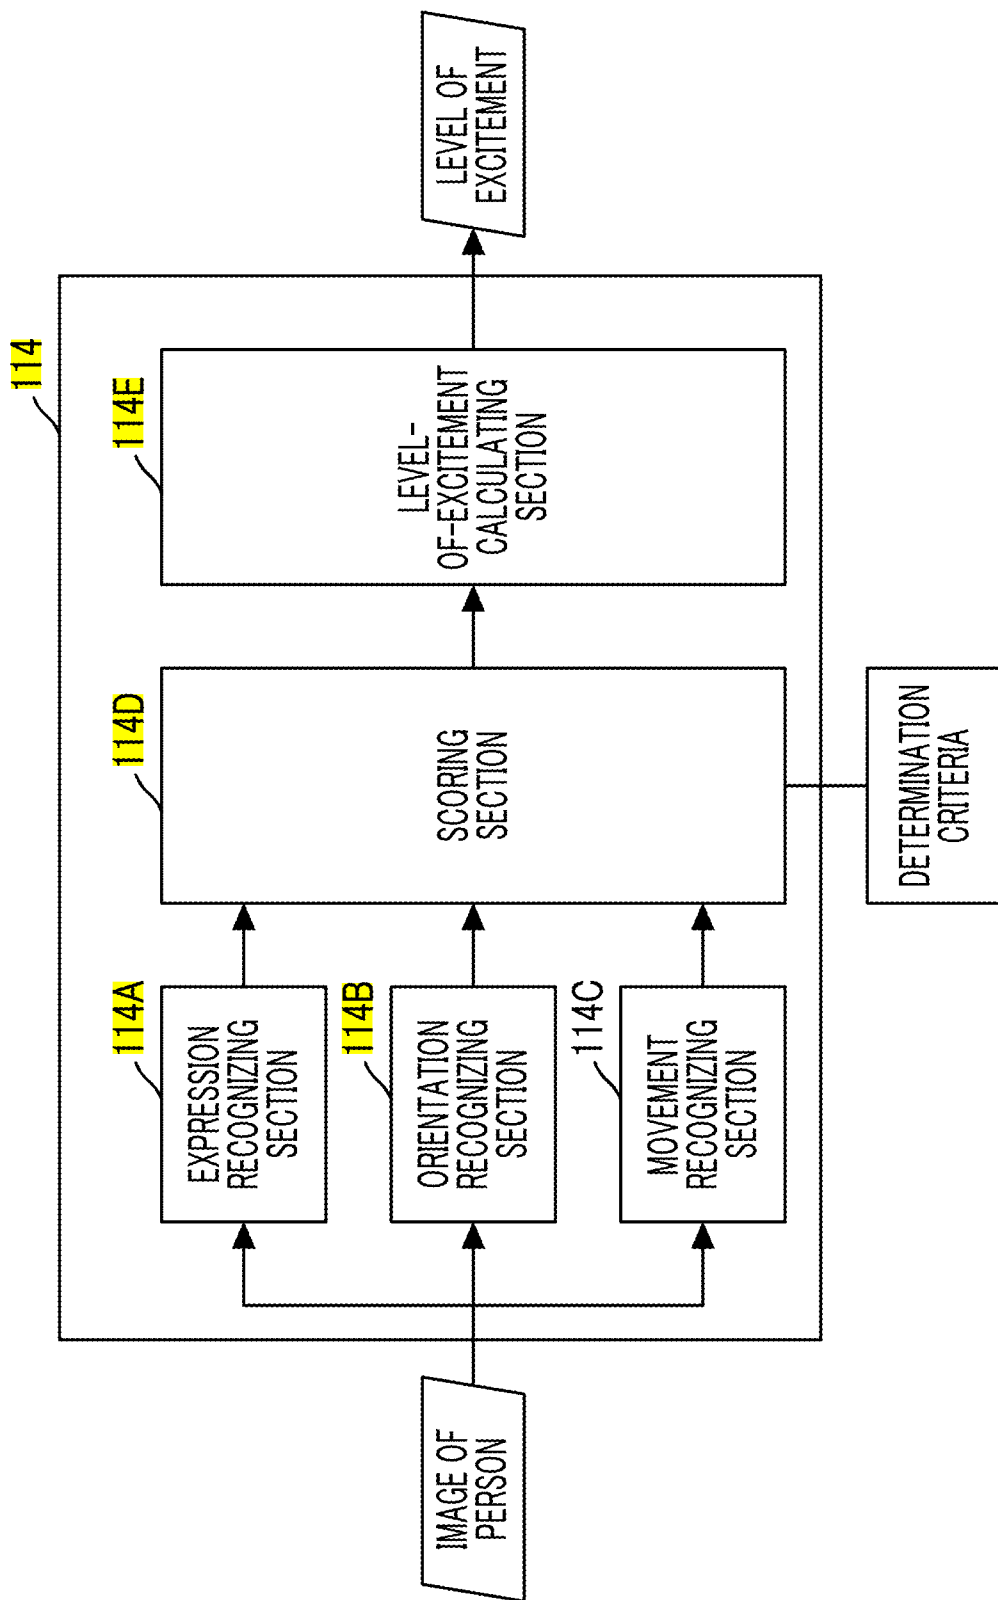 114
IMAGE OF
PERSON
114A
EXPRESSION
RECOGNIZING
SECTION
114B
ORIENTATION
RECOGNIZING
SECTION
114C
MOVEMENT
RECOGNIZING
SECTION
114D
SCORING
SECTION
DETERMINATION
CRITERIA
114E
LEVEL-
OF-EXCITEMENT
CALCULATING
SECTION
LEVEL OF
EXCITEMENT